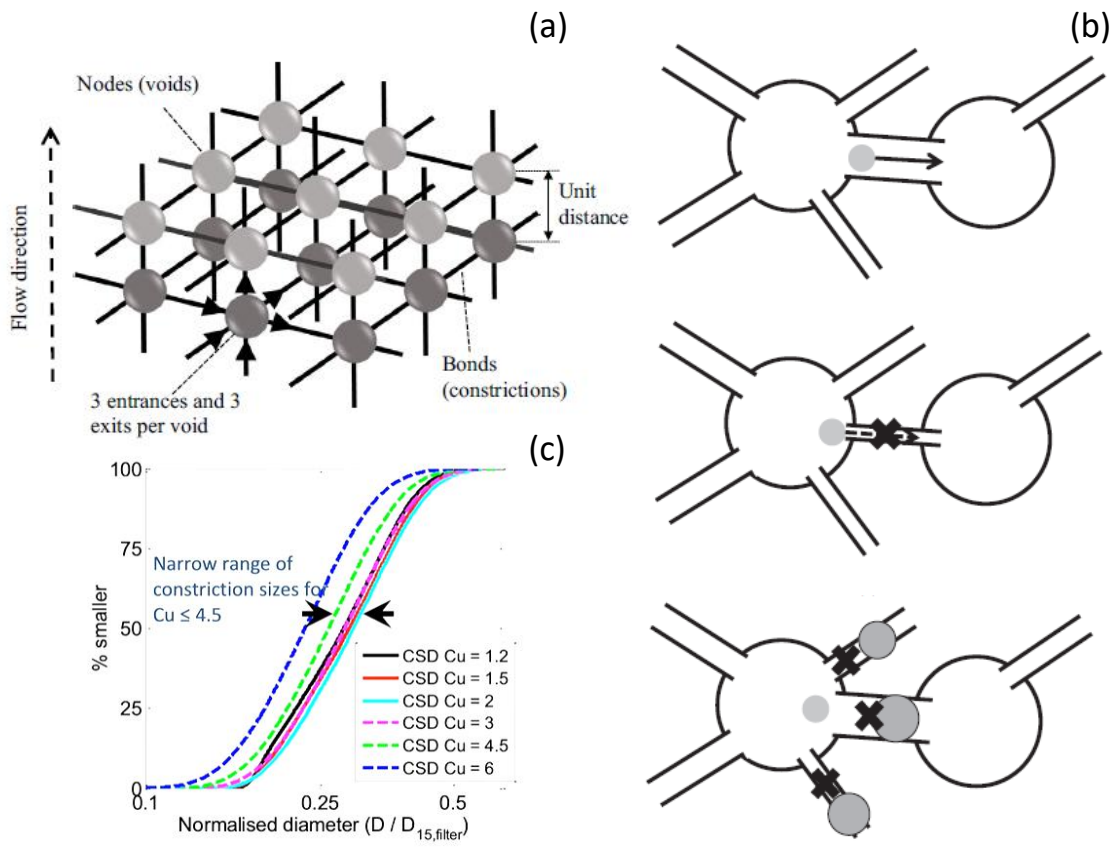 (a)
Nodes (voids)
Flow direction
Unit
distance
Bonds
(constrictions)
3 entrances and 3
exits per void
(b)
(c)
100
75
50
25
0
% smaller
Narrow range of
constriction sizes for
Cu ≤ 4.5
CSD Cu = 1.2
CSD Cu = 1.5
CSD Cu = 2
CSD Cu = 3
CSD Cu = 4.5
CSD Cu = 6
0.1
0.25
0.5
Normalised diameter (D / D15,filter)